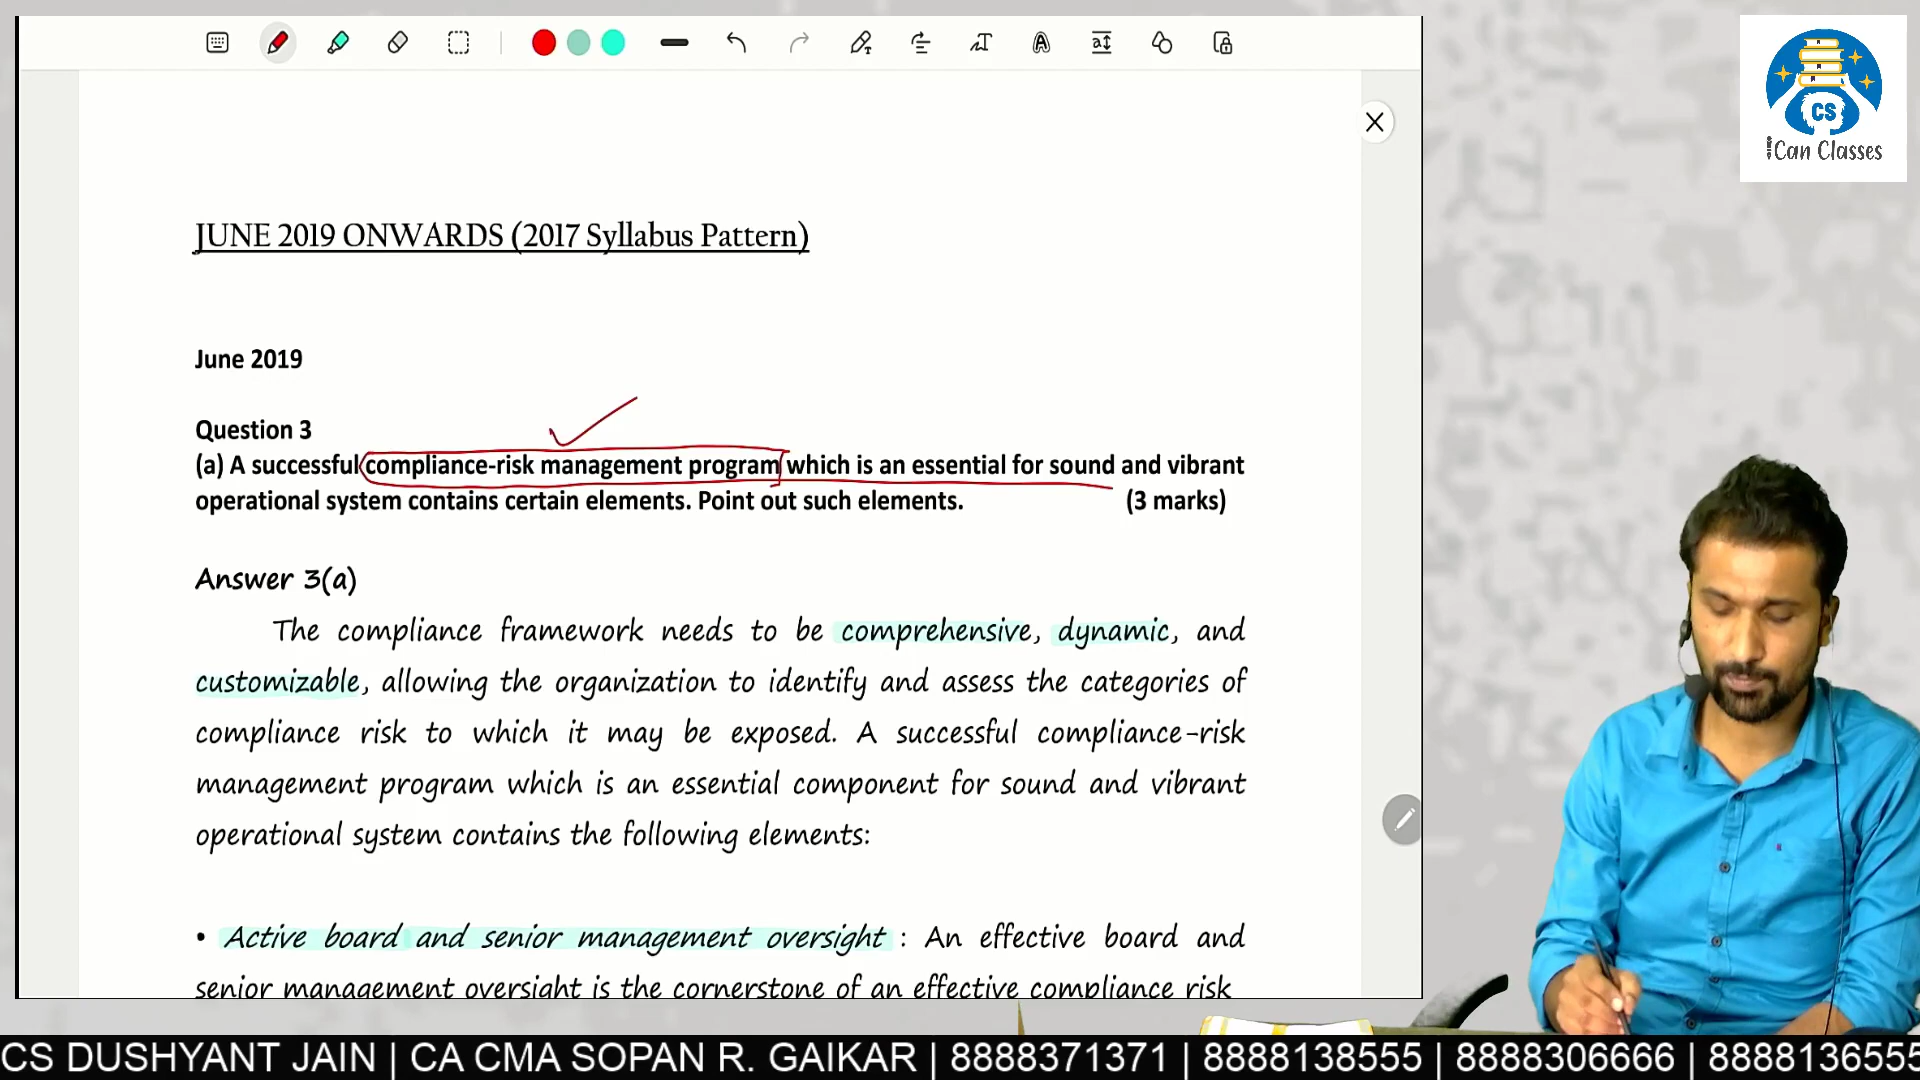 CS
iCan Classes
JUNE 2019 ONWARDS (2017 Syllabus Pattern)
June 2019
Question 3
(a) A successful compliance-risk management program which is an essential for sound and vibrant
operational system contains certain elements. Point out such elements. (3 marks)
Answer 3(a)
The compliance framework needs to be comprehensive, dynamic, and
customizable, allowing the organization to identify and assess the categories of
compliance risk to which it may be exposed. A successful compliance-risk
management program which is an essential component for sound and vibrant
operational system contains the following elements:
• Active board and senior management oversight : An effective board and
senior management oversight is the cornerstone of an effective compliance risk
CS DUSHYANT JAIN | CA CMA SOPAN R. GAIKAR | 8888371371 | 8888138555 | 8888306666 | 8888136555